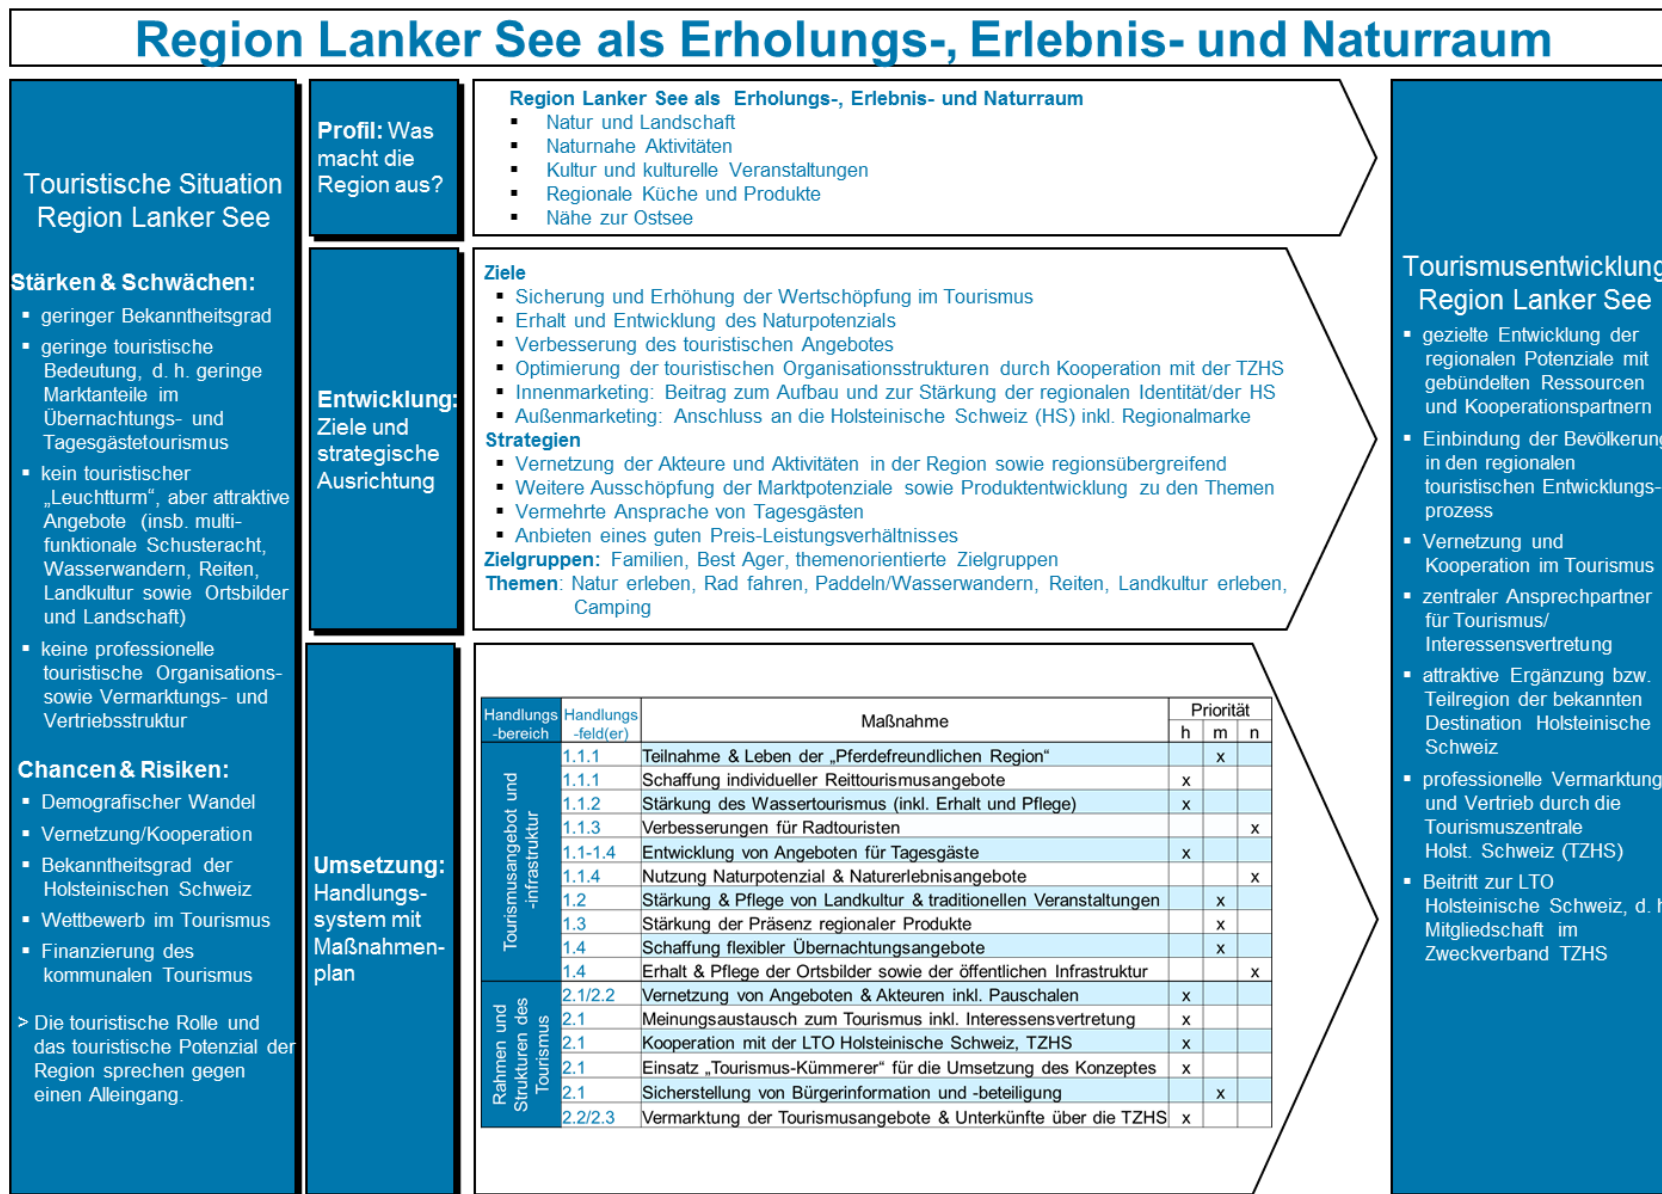 Region Lanker See als Erholungs-, Erlebnis- und Naturraum
Touristische Situation
Region Lanker See
Stärken & Schwächen:
▪ geringer Bekanntheitsgrad
▪ geringe touristische
Bedeutung, d. h. geringe
Marktanteile im
Übernachtungs- und
Tagesgästetourismus
▪ kein touristischer
„Leuchtturm“, aber attraktive
Angebote (insb. multi-
funktionale Schusteracht,
Wasserwandern, Reiten,
Landkultur sowie Ortsbilder
und Landschaft)
▪ keine professionelle
touristische Organisations-
sowie Vermarktungs- und
Vertriebsstruktur
Chancen & Risiken:
▪ Demografischer Wandel
▪ Vernetzung/Kooperation
▪ Bekanntheitsgrad der
Holsteinischen Schweiz
▪ Wettbewerb im Tourismus
▪ Finanzierung des
kommunalen Tourismus
> Die touristische Rolle und
das touristische Potenzial der
Region sprechen gegen
einen Alleingang.
Profil: Was
macht die
Region aus?
Region Lanker See als Erholungs-, Erlebnis- und Naturraum
▪ Natur und Landschaft
▪ Naturnahe Aktivitäten
▪ Kultur und kulturelle Veranstaltungen
▪ Regionale Küche und Produkte
▪ Nähe zur Ostsee
Entwicklung:
Ziele und
strategische
Ausrichtung
Ziele
▪ Sicherung und Erhöhung der Wertschöpfung im Tourismus
▪ Erhalt und Entwicklung des Naturpotenzials
▪ Verbesserung des touristischen Angebotes
▪ Optimierung der touristischen Organisationsstrukturen durch Kooperation mit der TZHS
▪ Innenmarketing: Beitrag zum Aufbau und zur Stärkung der regionalen Identität/der HS
▪ Außenmarketing: Anschluss an die Holsteinische Schweiz (HS) inkl. Regionalmarke
Strategien
▪ Vernetzung der Akteure und Aktivitäten in der Region sowie regionsübergreifend
▪ Weitere Ausschöpfung der Marktpotenziale sowie Produktentwicklung zu den Themen
▪ Vermehrte Ansprache von Tagesgästen
▪ Anbieten eines guten Preis-Leistungsverhältnisses
Zielgruppen: Familien, Best Ager, themenorientierte Zielgruppen
Themen: Natur erleben, Rad fahren, Paddeln/Wasserwandern, Reiten, Landkultur erleben,
Camping
Umsetzung:
Handlungs-
system mit
Maßnahmen-
plan
Handlungs-bereich Handlungs-feld(er) Maßnahme Priorität
h m n
Tourismusangebot und -infrastruktur
1.1.1 Teilnahme & Leben der „Pferdefreundlichen Region“ x
1.1.1 Schaffung individueller Reittourismusangebote x
1.1.2 Stärkung des Wassertourismus (inkl. Erhalt und Pflege) x
1.1.3 Verbesserungen für Radtouristen x
1.1-1.4 Entwicklung von Angeboten für Tagesgäste x
1.1.4 Nutzung Naturpotenzial & Naturerlebnisangebote x
1.2 Stärkung & Pflege von Landkultur & traditionellen Veranstaltungen x
1.3 Stärkung der Präsenz regionaler Produkte x
1.4 Schaffung flexibler Übernachtungsangebote x
1.4 Erhalt & Pflege der Ortsbilder sowie der öffentlichen Infrastruktur x
Rahmen und Strukturen des Tourismus
2.1/2.2 Vernetzung von Angeboten & Akteuren inkl. Pauschalen x
2.1 Meinungsaustausch zum Tourismus inkl. Interessensvertretung x
2.1 Kooperation mit der LTO Holsteinische Schweiz, TZHS x
2.1 Einsatz „Tourismus-Kümmerer“ für die Umsetzung des Konzeptes x
2.1 Sicherstellung von Bürgerinformation und -beteiligung x
2.2/2.3 Vermarktung der Tourismusangebote & Unterkünfte über die TZHS x
Tourismusentwicklung
Region Lanker See
▪ gezielte Entwicklung der
regionalen Potenziale mit
gebündelten Ressourcen
und Kooperationspartnern
▪ Einbindung der Bevölkerung
in den regionalen
touristischen Entwicklungs-
prozess
▪ Vernetzung und
Kooperation im Tourismus
▪ zentraler Ansprechpartner
für Tourismus/
Interessensvertretung
▪ attraktive Ergänzung bzw.
Teilregion der bekannten
Destination Holsteinische
Schweiz
▪ professionelle Vermarktung
und Vertrieb durch die
Tourismuszentrale
Holst. Schweiz (TZHS)
▪ Beitritt zur LTO
Holsteinische Schweiz, d. h
Mitgliedschaft im
Zweckverband TZHS